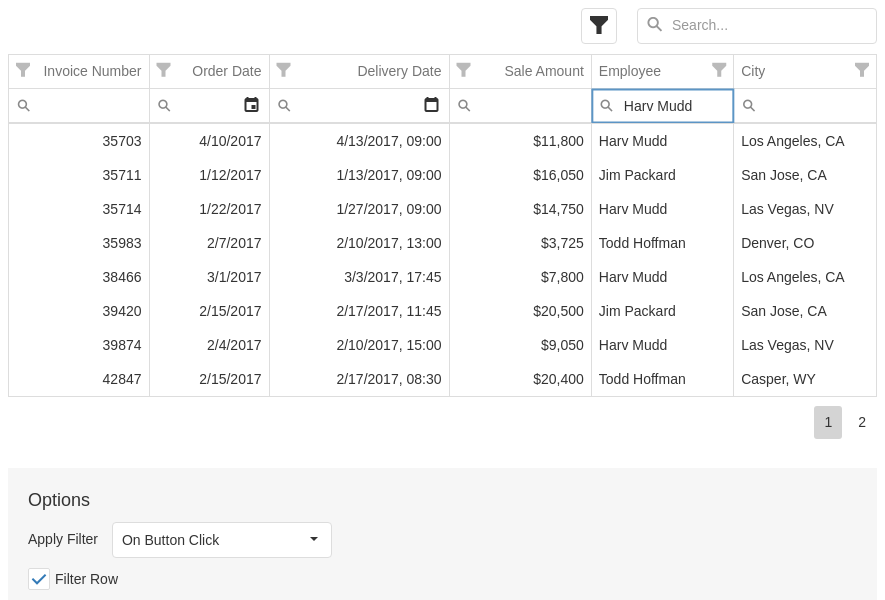 Search...
Invoice Number Order Date Delivery Date Sale Amount Employee City
Harv Mudd
35703 4/10/2017 4/13/2017, 09:00 $11,800 Harv Mudd Los Angeles, CA
35711 1/12/2017 1/13/2017, 09:00 $16,050 Jim Packard San Jose, CA
35714 1/22/2017 1/27/2017, 09:00 $14,750 Harv Mudd Las Vegas, NV
35983 2/7/2017 2/10/2017, 13:00 $3,725 Todd Hoffman Denver, CO
38466 3/1/2017 3/3/2017, 17:45 $7,800 Harv Mudd Los Angeles, CA
39420 2/15/2017 2/17/2017, 11:45 $20,500 Jim Packard San Jose, CA
39874 2/4/2017 2/10/2017, 15:00 $9,050 Harv Mudd Las Vegas, NV
42847 2/15/2017 2/17/2017, 08:30 $20,400 Todd Hoffman Casper, WY
1 2
Options
Apply Filter On Button Click
Filter Row